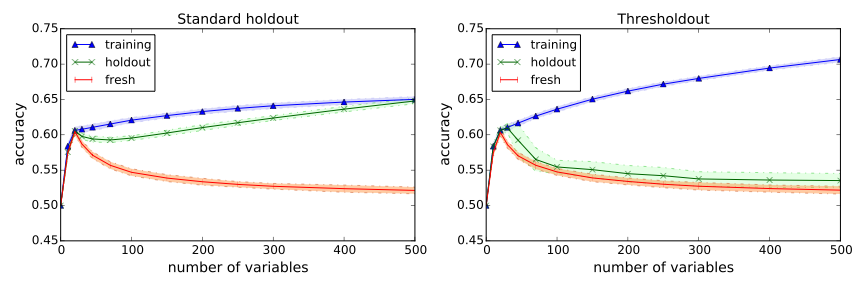 Standard holdout
0.75
0.70
0.65
0.60
0.55
0.50
0.45
accuracy
training
holdout
fresh
0 100 200 300 400 500
number of variables
Thresholdout
0.75
0.70
0.65
0.60
0.55
0.50
0.45
accuracy
training
holdout
fresh
0 100 200 300 400 500
number of variables